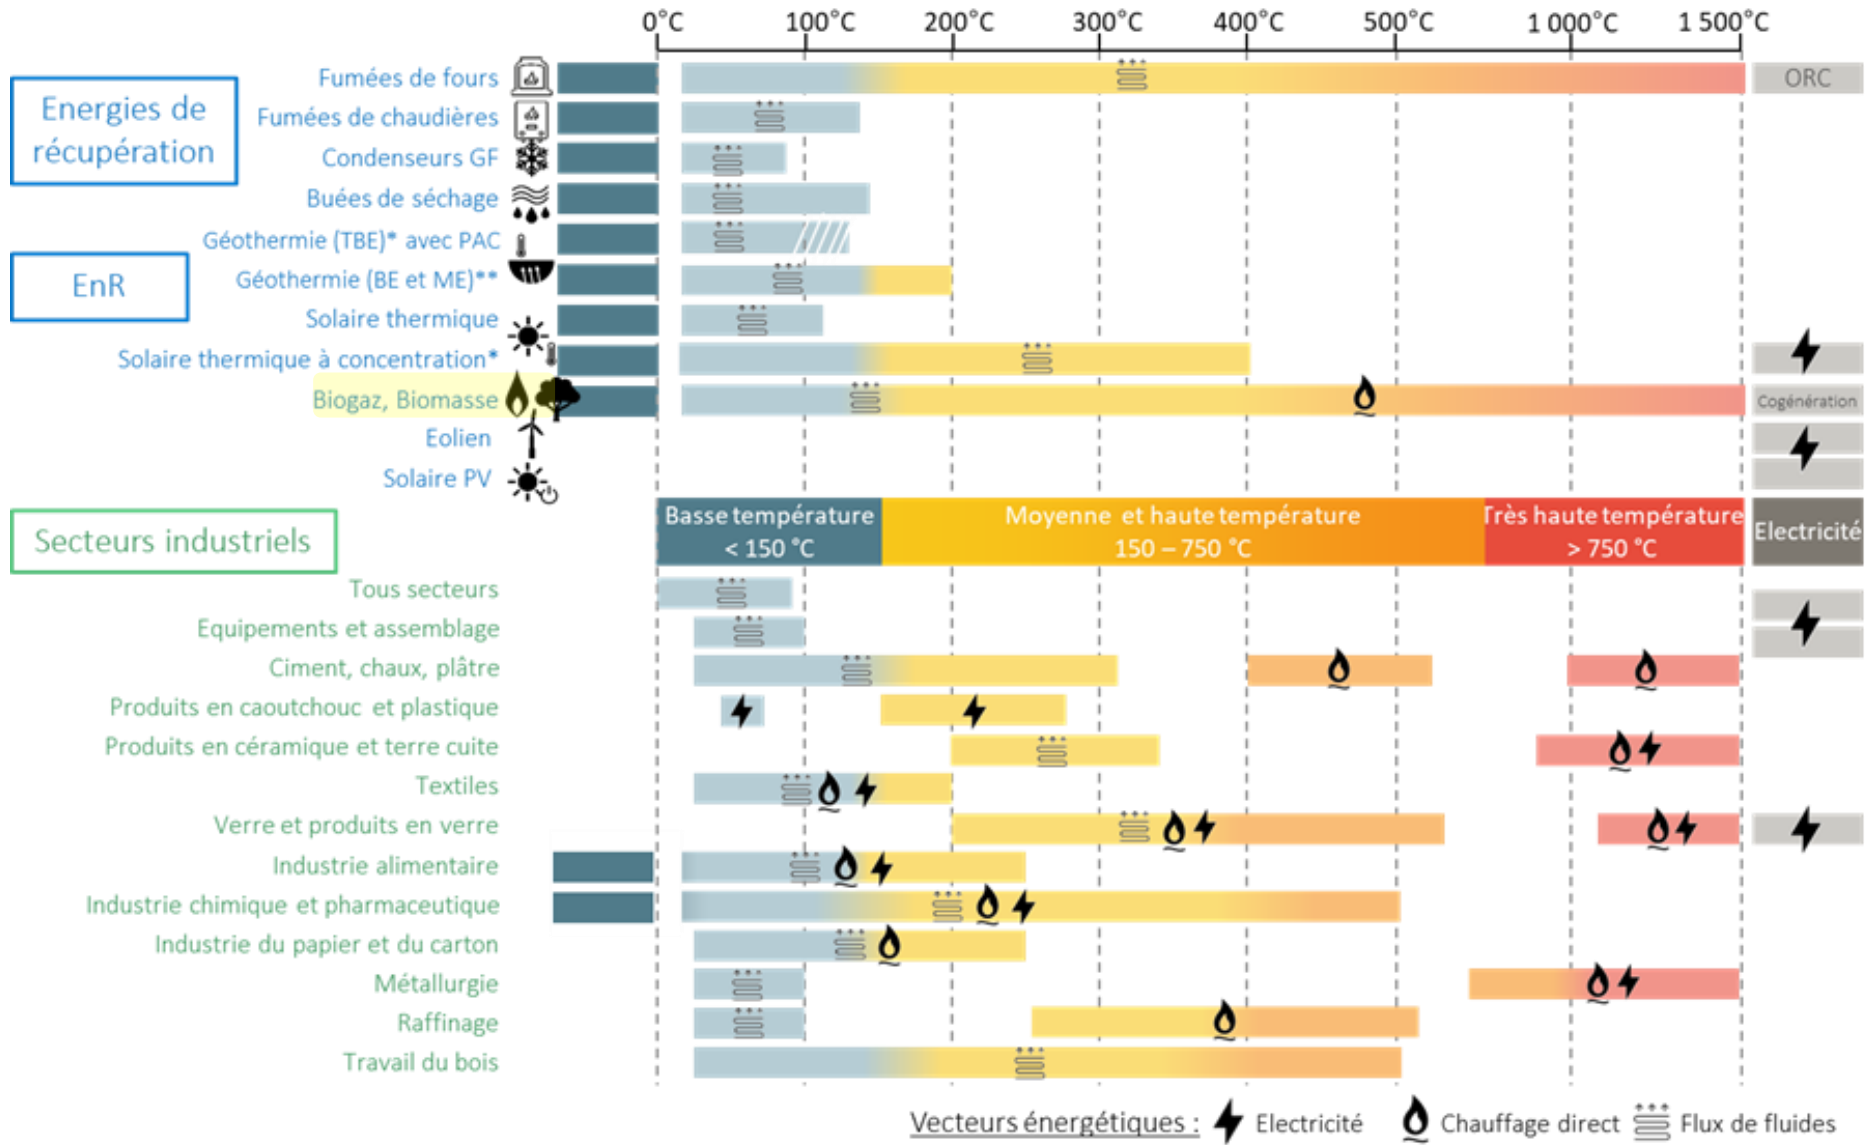 0°C 100°C 200°C 300°C 400°C 500°C 1 000°C 1 500°C
Energies de
récupération
Fumées de fours
ORC
Fumées de chaudières
Condenseurs GF
Buées de séchage
Géothermie (TBE)* avec PAC
EnR
Géothermie (BE et ME)**
Solaire thermique
Solaire thermique à concentration*
Biogaz, Biomasse
Cogénération
Eolien
Solaire PV
Secteurs industriels
Basse température
< 150 °C
Moyenne et haute température
150 – 750 °C
Très haute température
> 750 °C
Electricité
Tous secteurs
Equipements et assemblage
Ciment, chaux, plâtre
Produits en caoutchouc et plastique
Produits en céramique et terre cuite
Textiles
Verre et produits en verre
Industrie alimentaire
Industrie chimique et pharmaceutique
Industrie du papier et du carton
Métallurgie
Raffinage
Travail du bois
Vecteurs énergétiques : Electricité Chauffage direct Flux de fluides